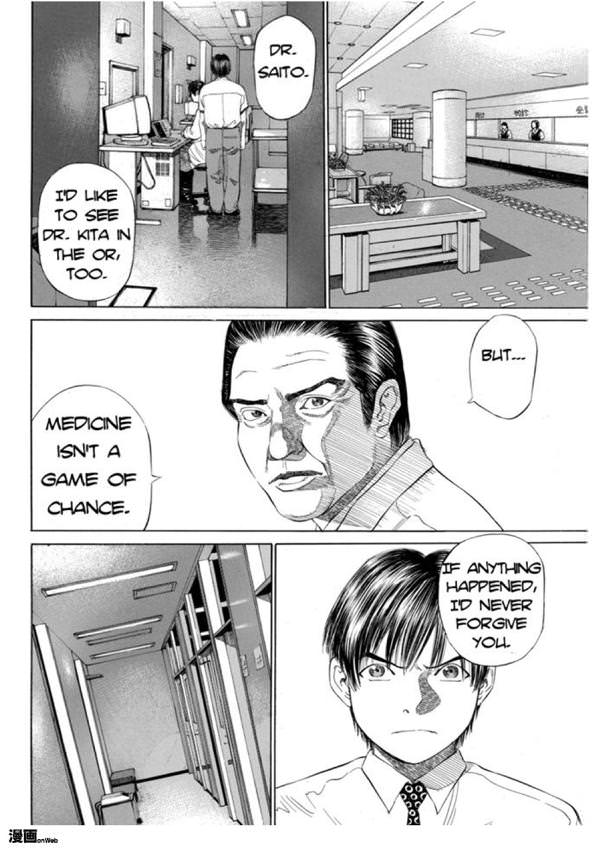 DR.
SAITO.
I'D LIKE
TO SEE
DR. KITA IN
THE OR,
TOO.
BUT...
MEDICINE
ISN'T A
GAME OF
CHANCE.
IF ANYTHING
HAPPENED,
I'D NEVER
FORGIVE
YOU.
漫画onWeb